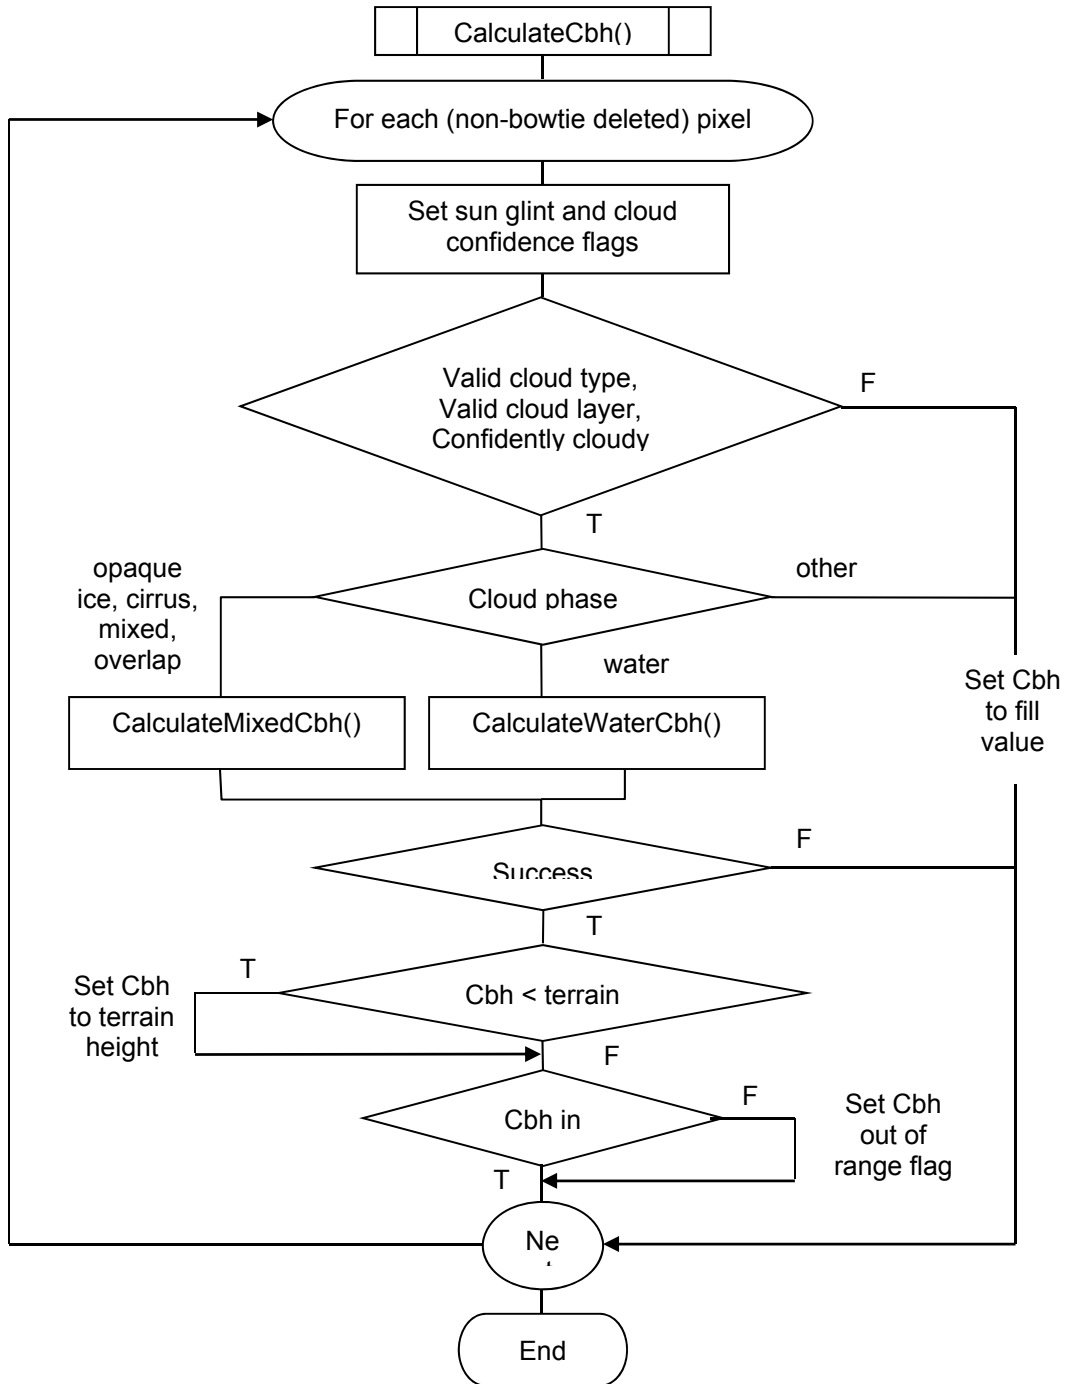 CalculateCbh()
For each (non-bowtie deleted) pixel
Set sun glint and cloud
confidence flags
Valid cloud type,
Valid cloud layer,
Confidently cloudy
F
T
opaque
ice, cirrus,
mixed,
overlap
Cloud phase
other
water
CalculateMixedCbh()
CalculateWaterCbh()
Set Cbh
to fill
value
Success
F
T
T
Set Cbh
to terrain
height
Cbh < terrain
F
Cbh in
F
Set Cbh
out of
range flag
T
Ne
End